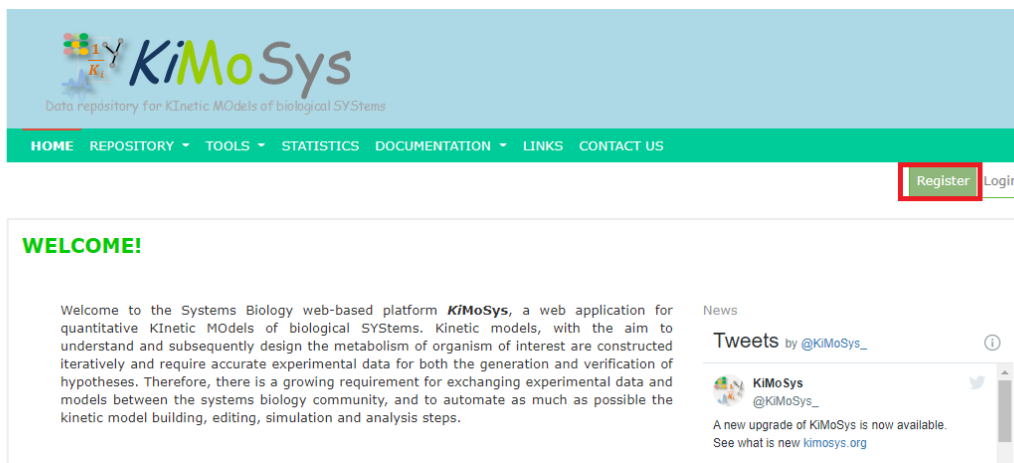 1
Ki
KiMoSys
Data repository for KInetic MOdels of biological SYStems
HOME REPOSITORY TOOLS STATISTICS DOCUMENTATION LINKS CONTACT US
Register Login
WELCOME!
Welcome to the Systems Biology web-based platform KiMoSys, a web application for
quantitative KInetic MOdels of biological SYStems. Kinetic models, with the aim to
understand and subsequently design the metabolism of organism of interest are constructed
iteratively and require accurate experimental data for both the generation and verification of
hypotheses. Therefore, there is a growing requirement for exchanging experimental data and
models between the systems biology community, and to automate as much as possible the
kinetic model building, editing, simulation and analysis steps.
News
Tweets by @KiMoSys_
KiMoSys
@KiMoSys_
A new upgrade of KiMoSys is now available.
See what is new kimosys.org